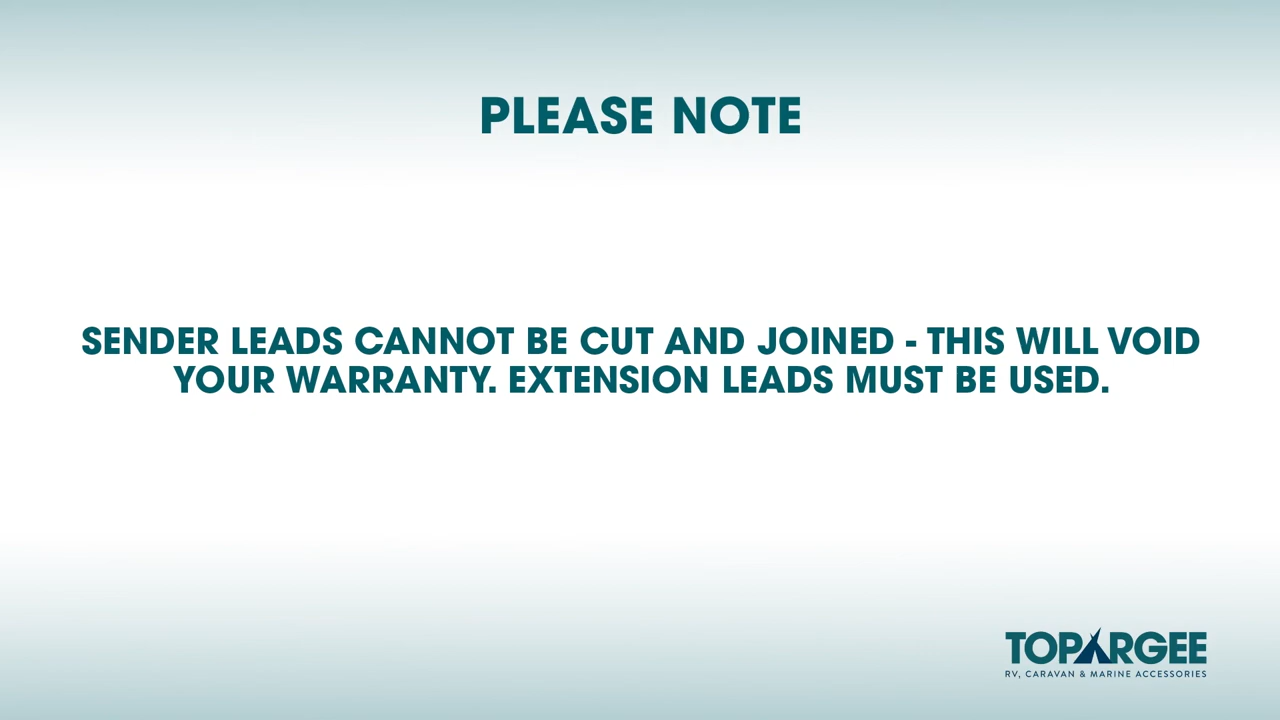 PLEASE NOTE
SENDER LEADS CANNOT BE CUT AND JOINED - THIS WILL VOID
YOUR WARRANTY. EXTENSION LEADS MUST BE USED.
TOPARGEE
RV, CARAVAN & MARINE ACCESSORIES